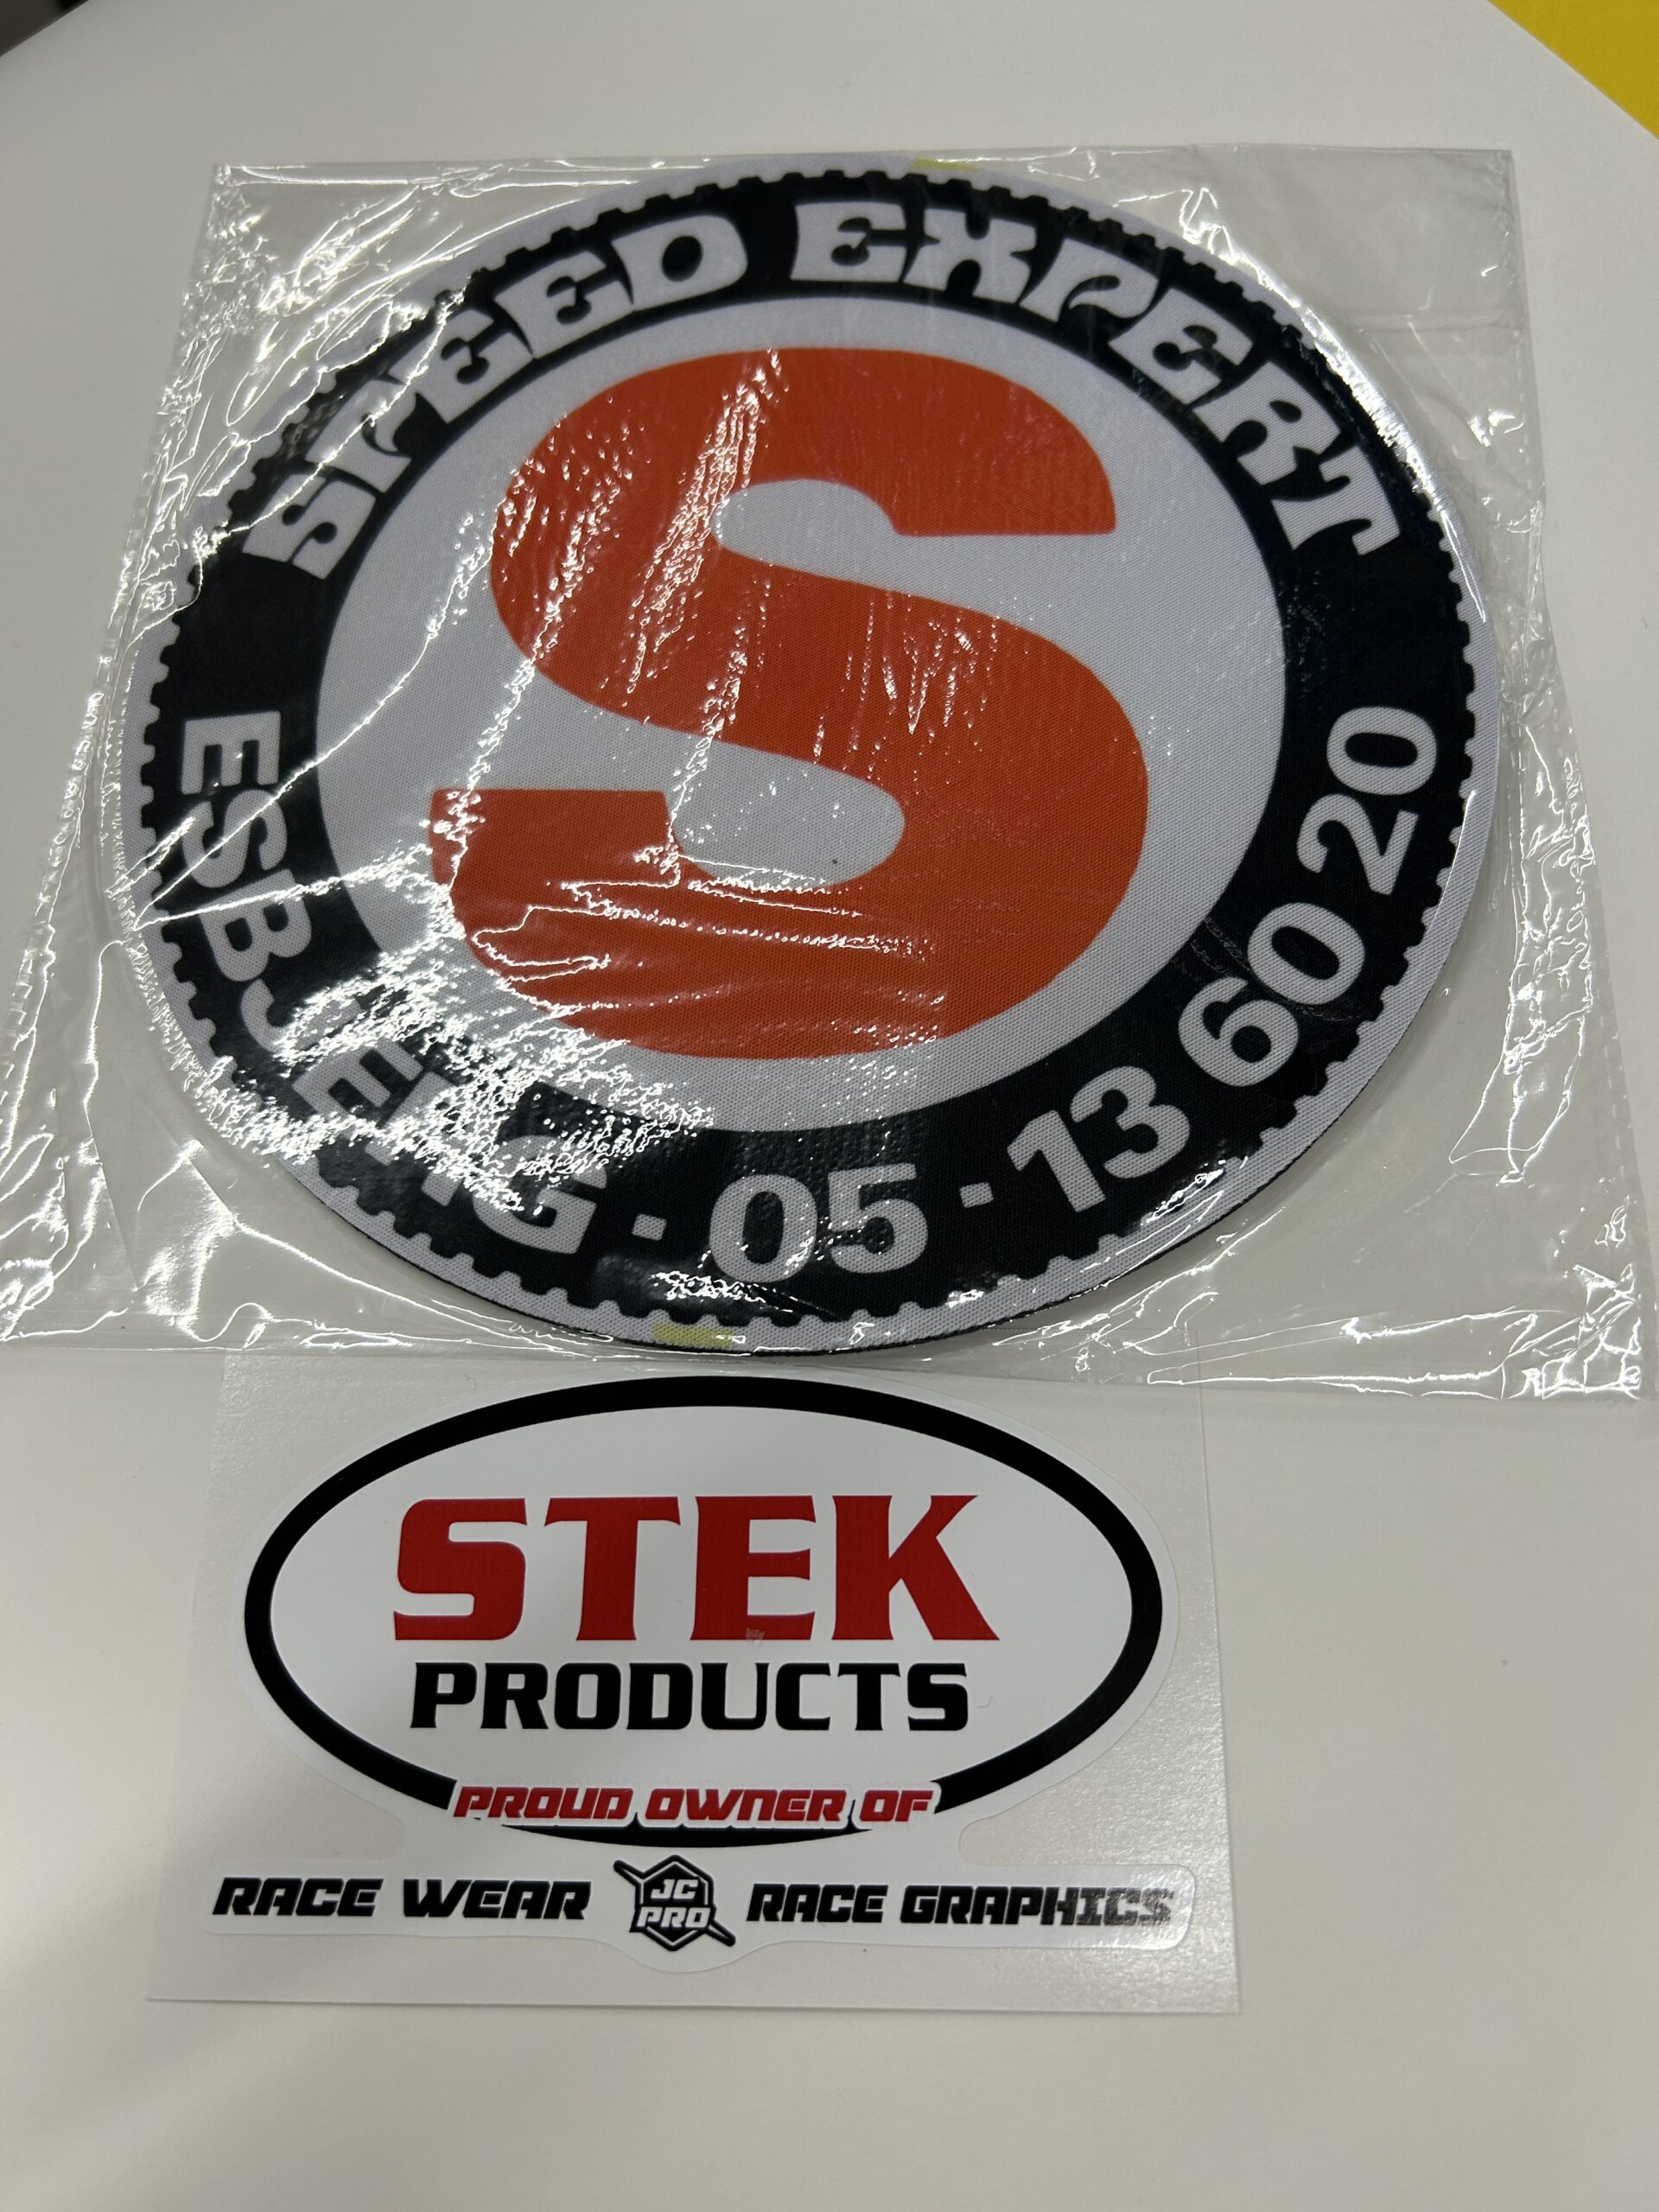 SPEED EXPERT
S
ESBJERG - 05 - 13 60 20
STEK
PRODUCTS
PROUD OWNER OF
RACE WEAR JC PRO RACE GRAPHICS